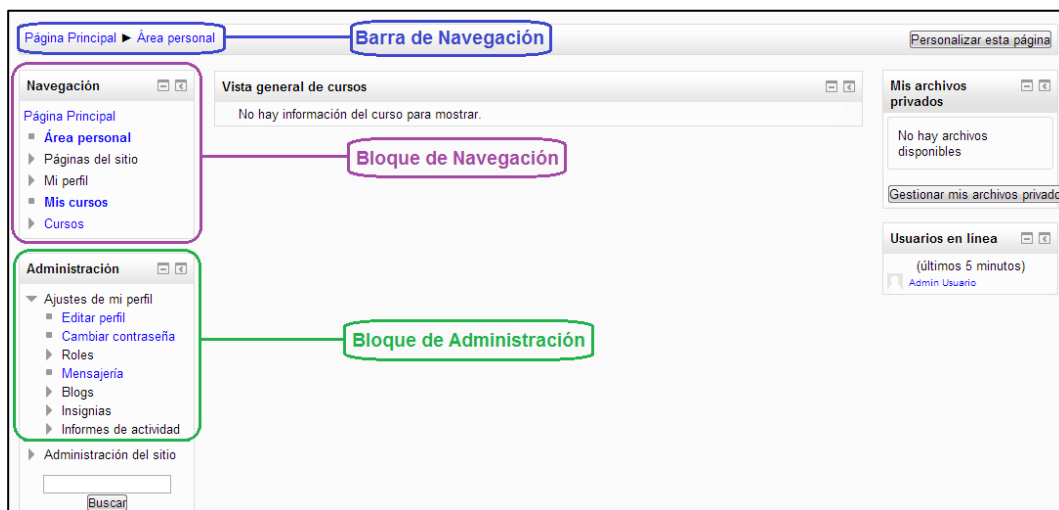 Página Principal ► Área personal
Barra de Navegación
Personalizar esta página
Navegación
Página Principal
Área personal
Páginas del sitio
Mi perfil
Mis cursos
Cursos
Vista general de cursos
No hay información del curso para mostrar.
Bloque de Navegación
Mis archivos
privados
No hay archivos
disponibles
Gestionar mis archivos privado
Usuarios en línea
(últimos 5 minutos)
Admin Usuario
Administración
Ajustes de mi perfil
Editar perfil
Cambiar contraseña
Roles
Mensajería
Blogs
Insignias
Informes de actividad
Administración del sitio
Buscar
Bloque de Administración